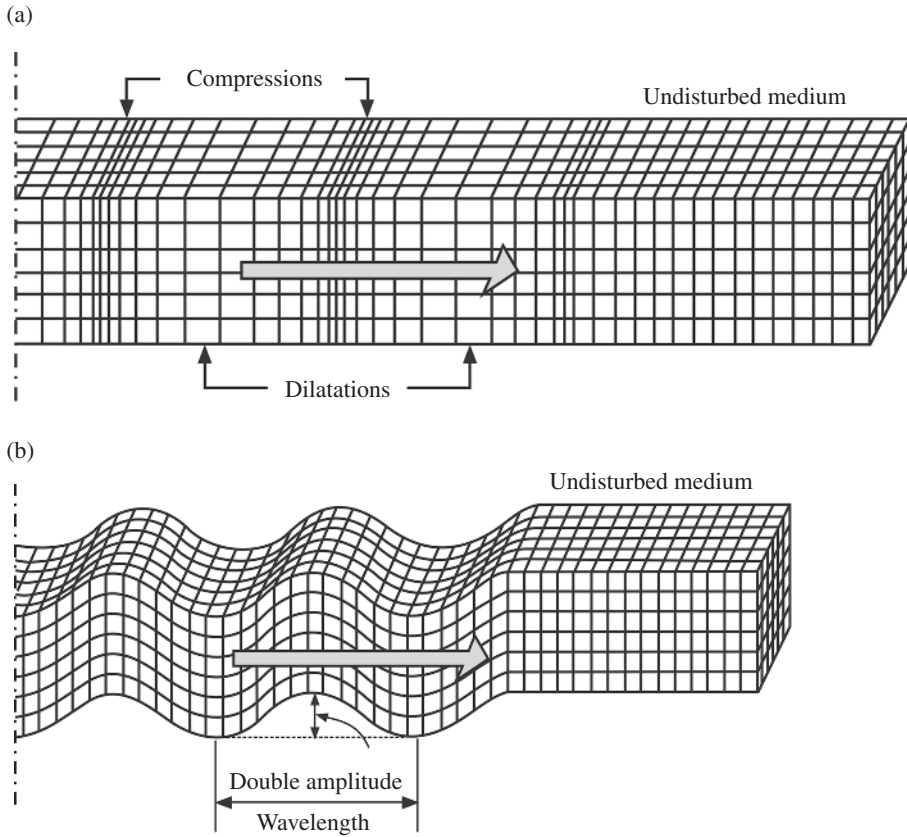 (a)
Compressions
Undisturbed medium
Dilatations
(b)
Undisturbed medium
Double amplitude
Wavelength